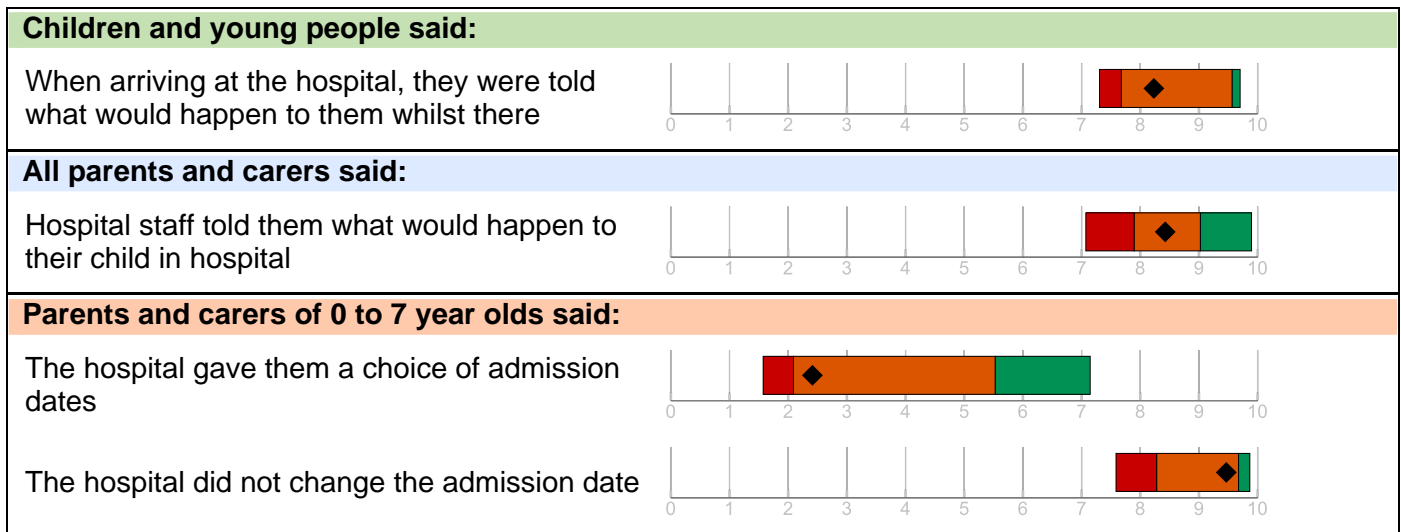 Children and young people said:
When arriving at the hospital, they were told
what would happen to them whilst there
0 1 2 3 4 5 6 7 8 9 10
All parents and carers said:
Hospital staff told them what would happen to
their child in hospital
0 1 2 3 4 5 6 7 8 9 10
Parents and carers of 0 to 7 year olds said:
The hospital gave them a choice of admission
dates
0 1 2 3 4 5 6 7 8 9 10
The hospital did not change the admission date
0 1 2 3 4 5 6 7 8 9 10